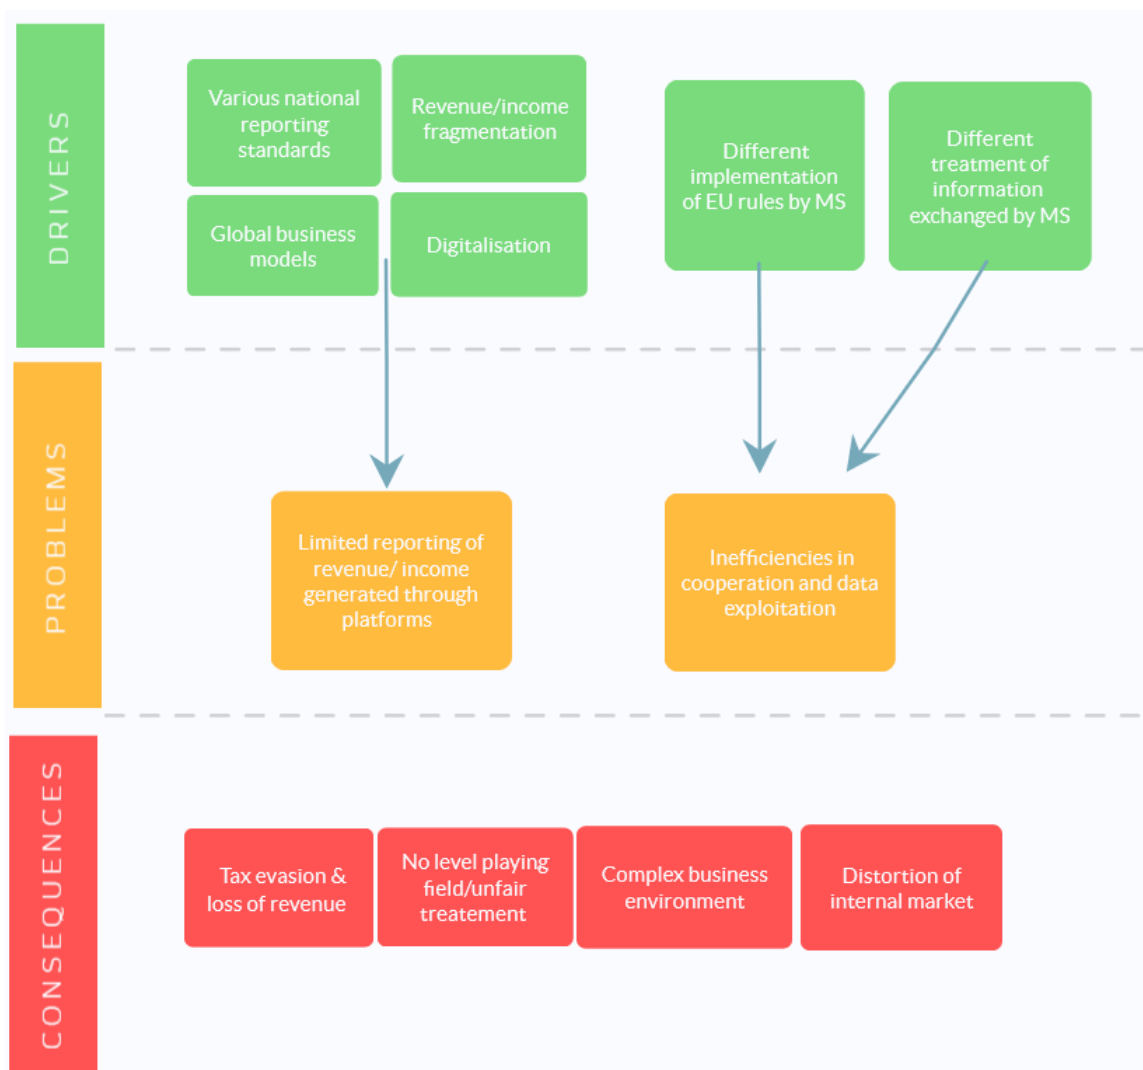 DRIVERS
Various national
reporting
standards
Revenue/income
fragmentation
Global business
models
Digitalisation
Different
implementation
of EU rules by MS
Different
treatment of
information
exchanged by MS
PROBLEMS
Limited reporting of
revenue/ income
generated through
platforms
Inefficiencies in
cooperation and data
exploitation
CONSEQUENCES
Tax evasion &
loss of revenue
No level playing
field/unfair
treatement
Complex business
environment
Distortion of
internal market